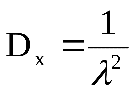 Dₓ = 1/λ²